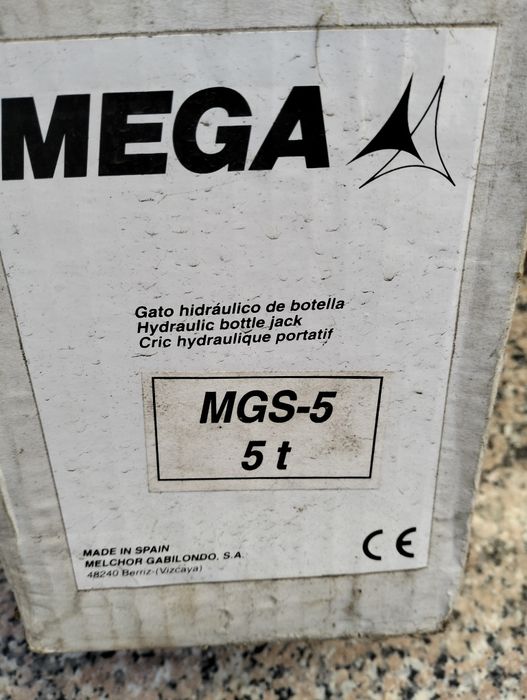 MEGA
Gato hidráulico de botella
Hydraulic bottle jack
Cric hydraulique portatif
MGS-5
5 t
MADE IN SPAIN
MELCHOR GABILONDO, S.A.
48240 Berriz-(Vizcaya)
CE